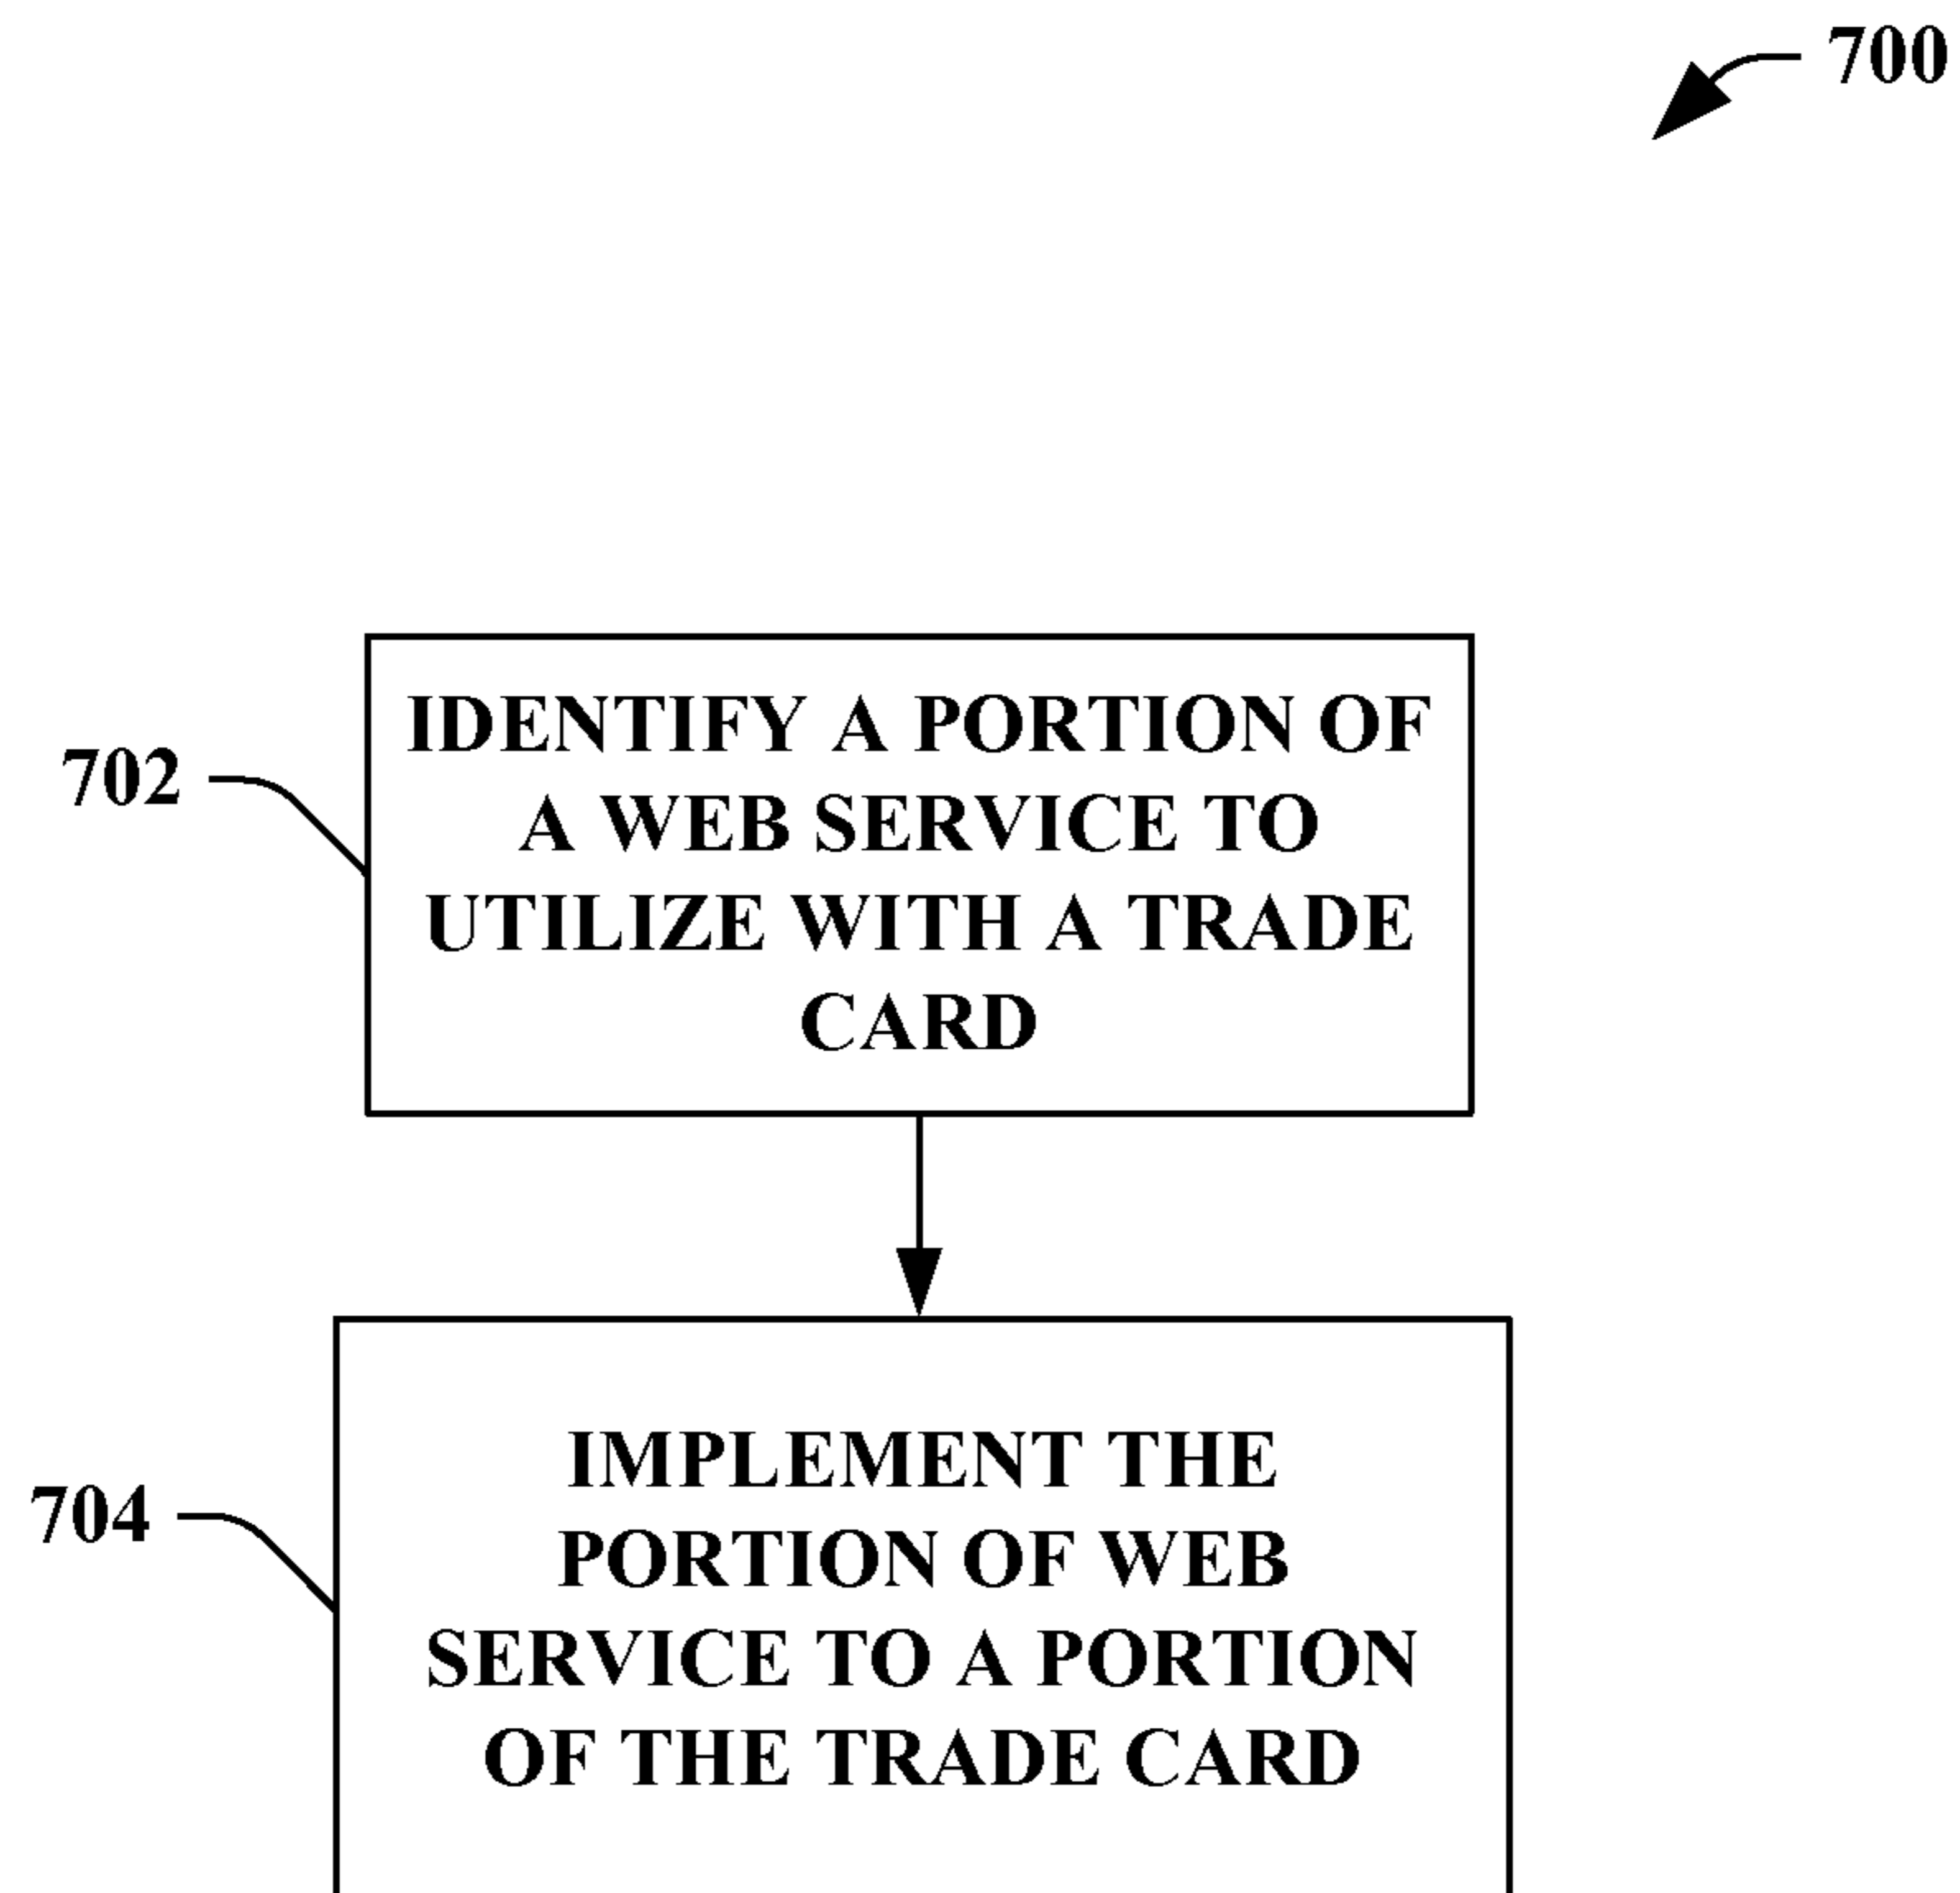 700
702
IDENTIFY A PORTION OF
A WEB SERVICE TO
UTILIZE WITH A TRADE
CARD
704
IMPLEMENT THE
PORTION OF WEB
SERVICE TO A PORTION
OF THE TRADE CARD